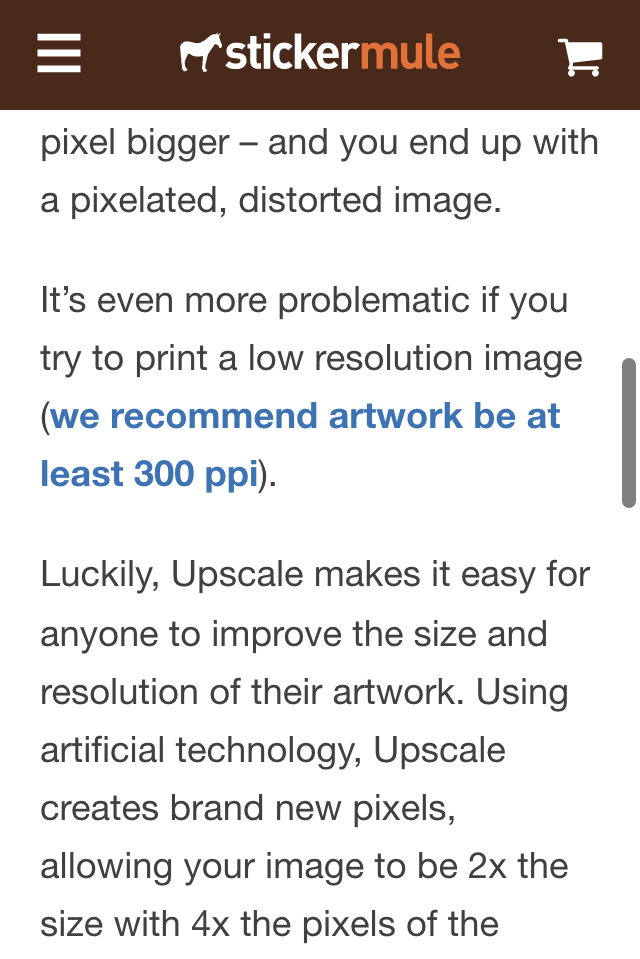 stickermule
pixel bigger – and you end up with
a pixelated, distorted image.
It’s even more problematic if you
try to print a low resolution image
(we recommend artwork be at
least 300 ppi).
Luckily, Upscale makes it easy for
anyone to improve the size and
resolution of their artwork. Using
artificial technology, Upscale
creates brand new pixels,
allowing your image to be 2x the
size with 4x the pixels of the